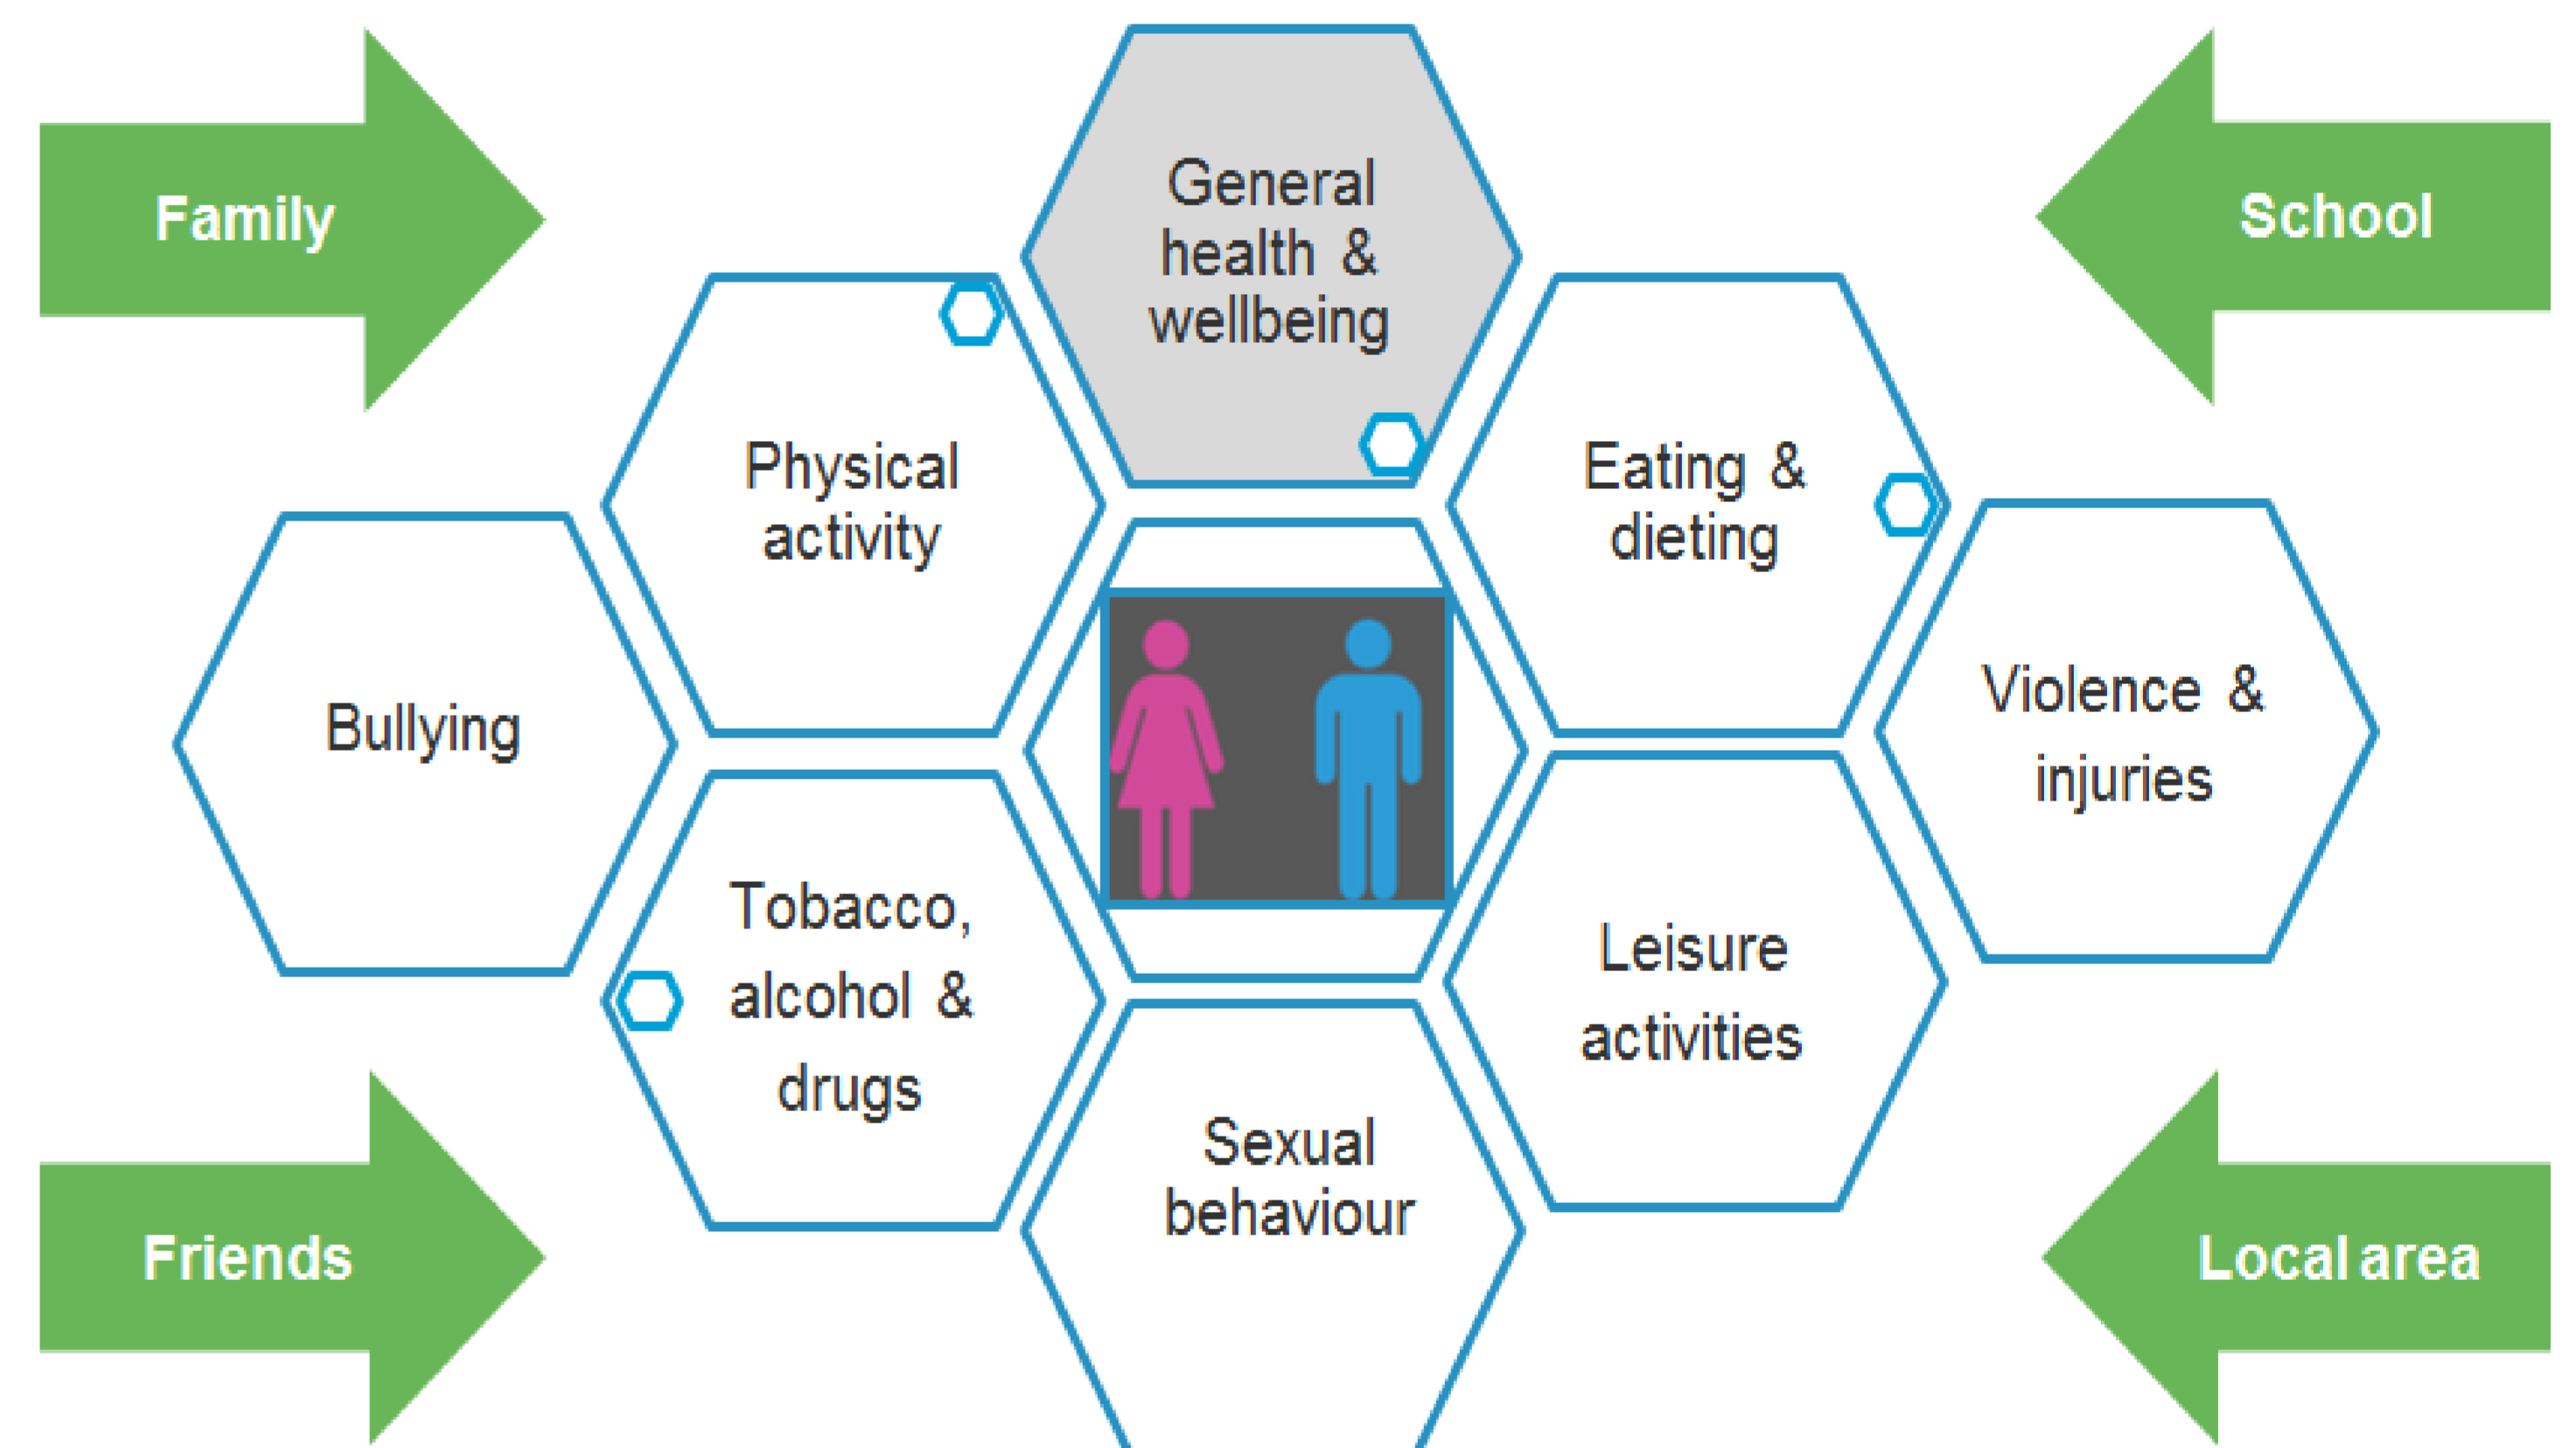 Family
General
health &
wellbeing
School
Physical
activity
Eating &
dieting
Bullying
Violence &
injuries
Tobacco,
alcohol &
drugs
Leisure
activities
Sexual
behaviour
Friends
Local area